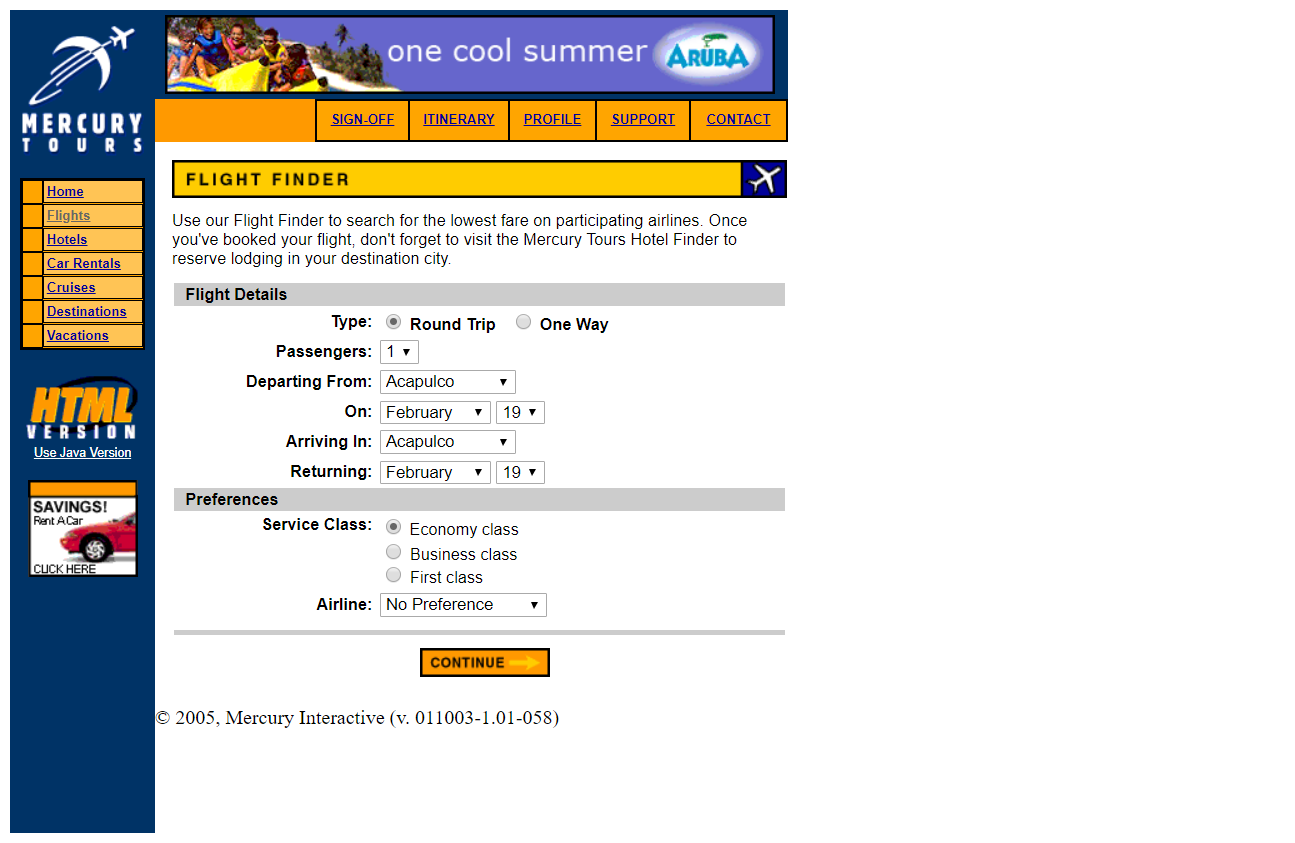 one cool summer ARUBA
MERCURY
TOURS
SIGN-OFF ITINERARY PROFILE SUPPORT CONTACT
Home
Flights
Hotels
Car Rentals
Cruises
Destinations
Vacations
HTML
VERSION
Use Java Version
SAVINGS!
Rent A Car
CLICK HERE
FLIGHT FINDER
Use our Flight Finder to search for the lowest fare on participating airlines. Once
you've booked your flight, don't forget to visit the Mercury Tours Hotel Finder to
reserve lodging in your destination city.
Flight Details
Type: Round Trip One Way
Passengers: 1
Departing From: Acapulco
On: February 19
Arriving In: Acapulco
Returning: February 19
Preferences
Service Class: Economy class
Business class
First class
Airline: No Preference
CONTINUE
© 2005, Mercury Interactive (v. 011003-1.01-058)